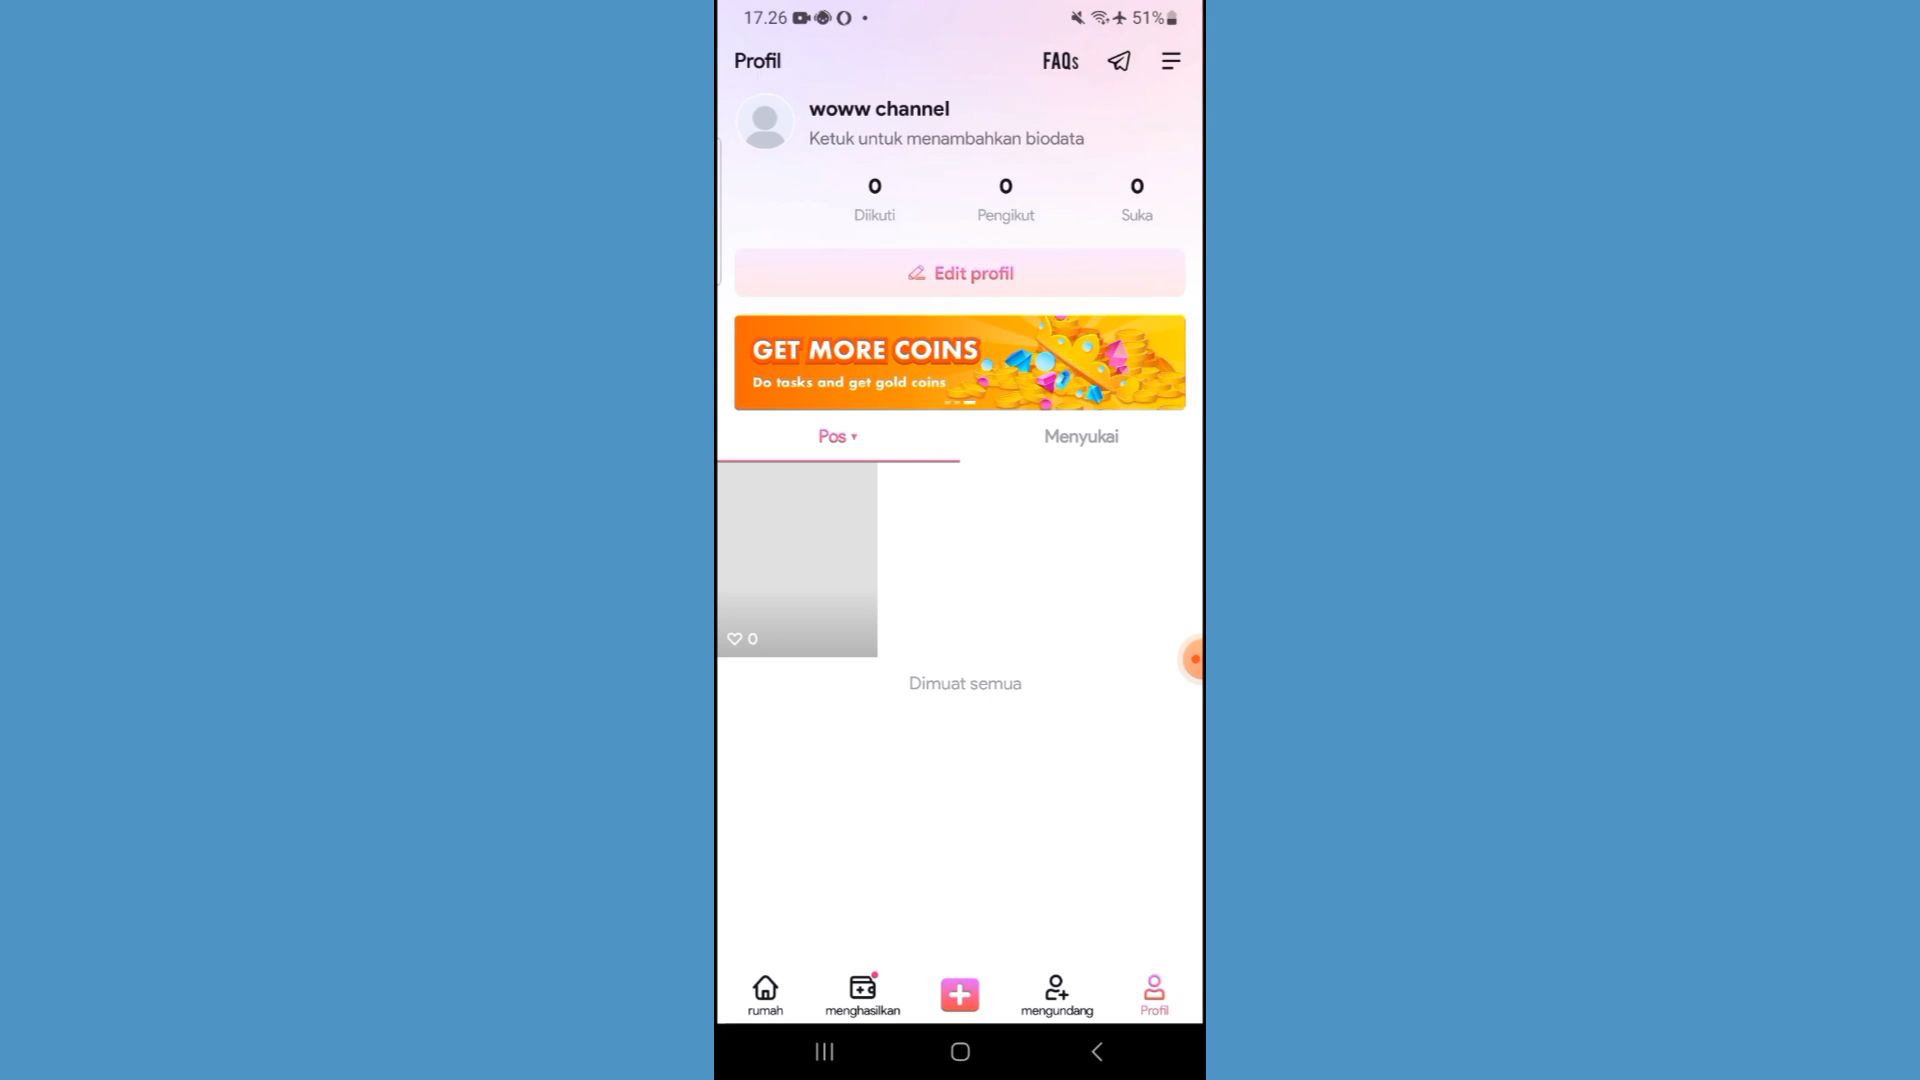 17.26
51%
Profil
FAQs
woww channel
Ketuk untuk menambahkan biodata
0 0 0
Diikuti Pengikut Suka
Edit profil
GET MORE COINS
Do tasks and get gold coins
Pos ▾ Menyukai
0
Dimuat semua
rumah menghasilkan mengundang Profil